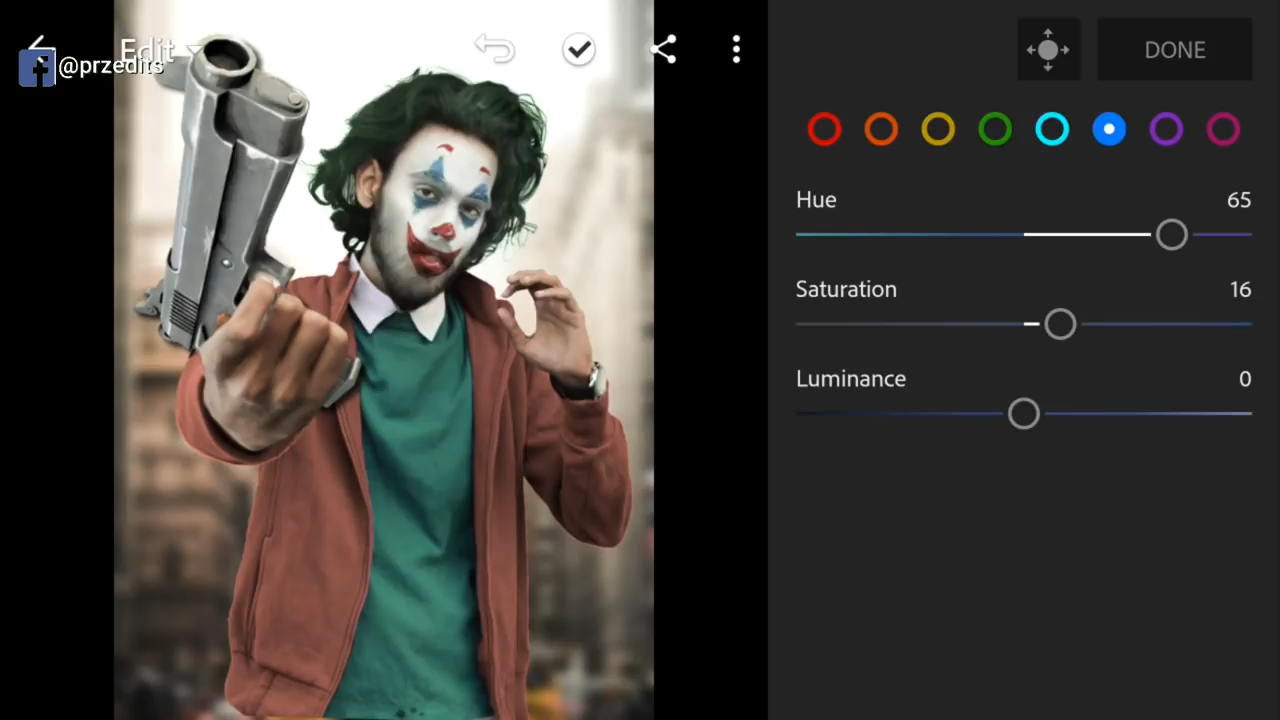 Edit
@przedits
DONE
Hue 65
Saturation 16
Luminance 0